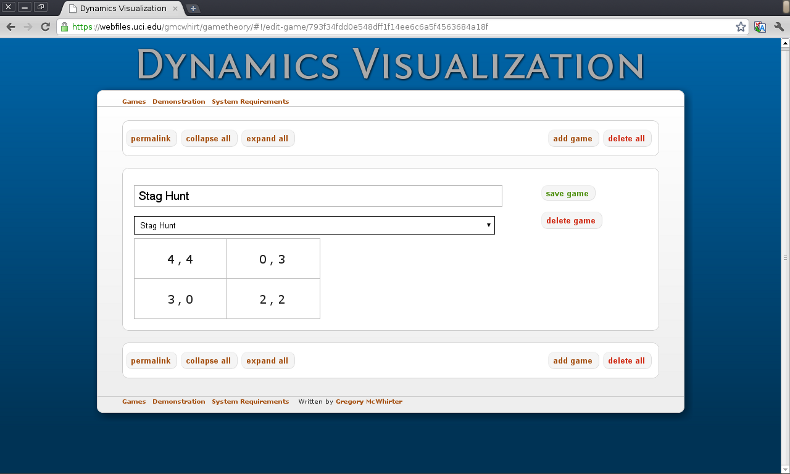 Dynamics Visualization
https://webfiles.uci.edu/gmcwhirt/gametheory/#!/edit-game/793f34fdd0e548dff1f14ee6c6a5f4563684a18f
Dynamics Visualization
Games Demonstration System Requirements
permalink collapse all expand all add game delete all
Stag Hunt save game
Stag Hunt delete game
4 , 4 0 , 3
3 , 0 2 , 2
permalink collapse all expand all add game delete all
Games Demonstration System Requirements Written by Gregory McWhirter